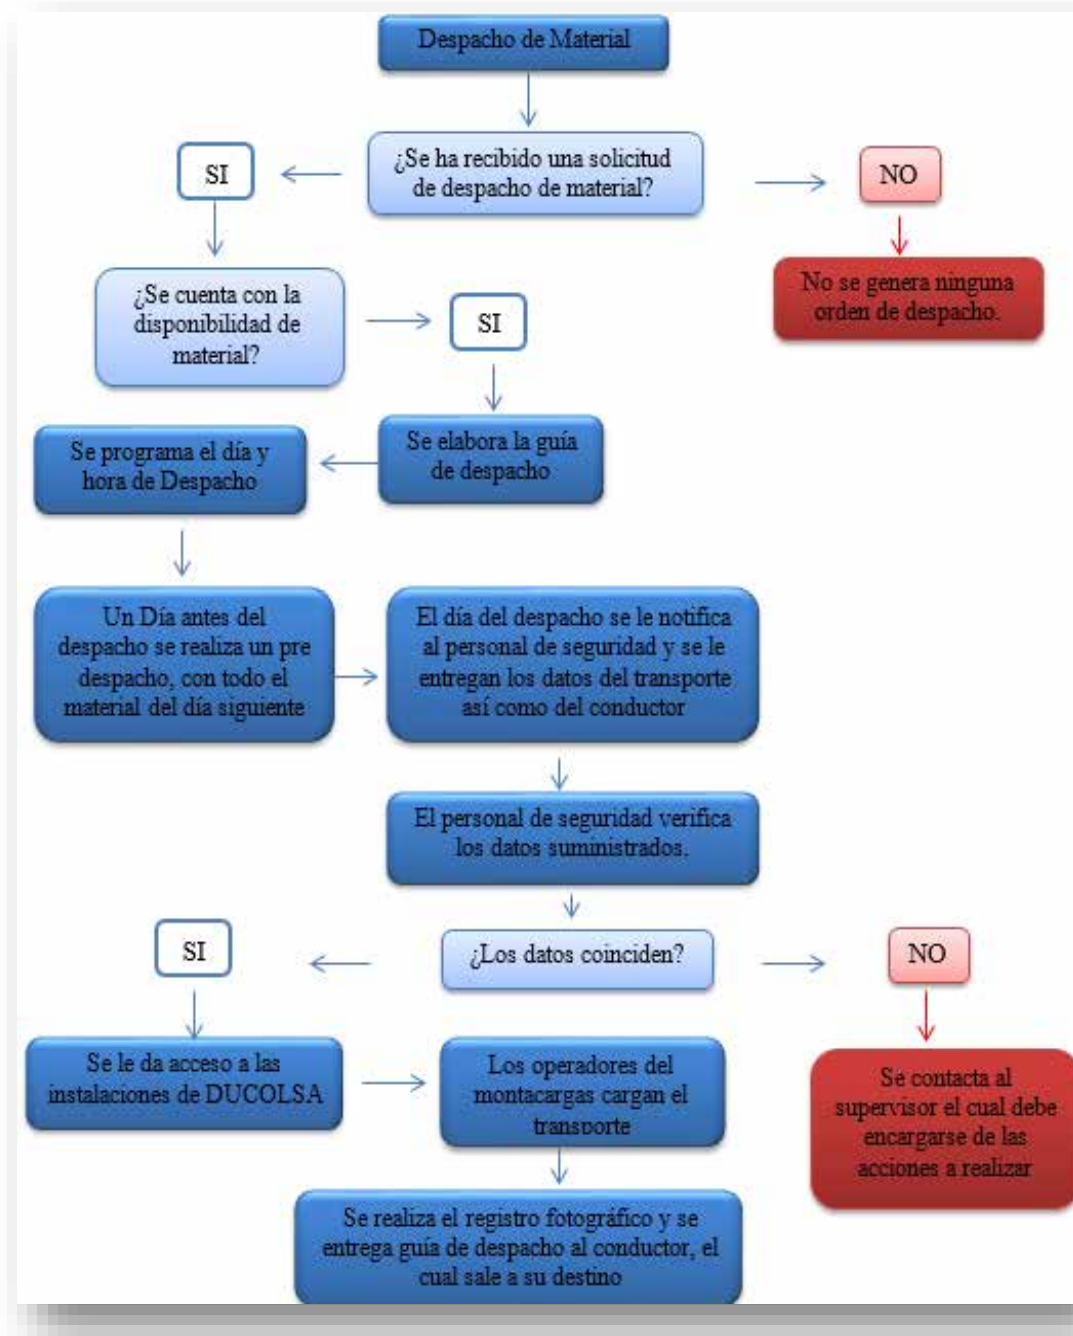 Despacho de Material
¿Se ha recibido una solicitud
de despacho de material?
SI
NO
No se genera ninguna
orden de despacho.
¿Se cuenta con la
disponibilidad de
material?
SI
Se elabora la guía
de despacho
Se programa el día y
hora de Despacho
Un Día antes del
despacho se realiza un pre
despacho, con todo el
material del día siguiente
El día del despacho se le notifica
al personal de seguridad y se le
entregan los datos del transporte
así como del conductor
El personal de seguridad verifica
los datos suministrados.
¿Los datos coinciden?
SI
NO
Se le da acceso a las
instalaciones de DUCOLSA
Los operadores del
montacargas cargan el
transporte
Se contacta al
supervisor el cual debe
encargarse de las
acciones a realizar
Se realiza el registro fotográfico y se
entrega guía de despacho al conductor, el
cual sale a su destino